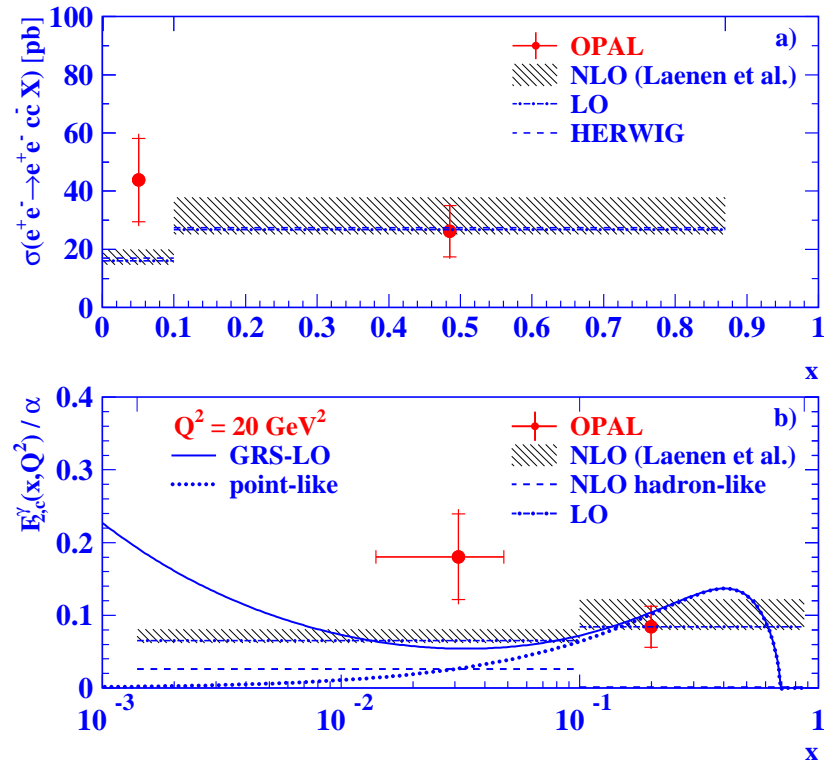 σ(e⁺e⁻→e⁺e⁻ cc̄ X) [pb]
100
80
60
40
20
0
a)
OPAL
NLO (Laenen et al.)
LO
HERWIG
0 0.1 0.2 0.3 0.4 0.5 0.6 0.7 0.8 0.9 1
x
F^γ_2,c(x,Q²) / α
0.4
0.3
0.2
0.1
0
b)
Q² = 20 GeV²
GRS-LO
point-like
OPAL
NLO (Laenen et al.)
NLO hadron-like
LO
10⁻³ 10⁻² 10⁻¹ 1
x